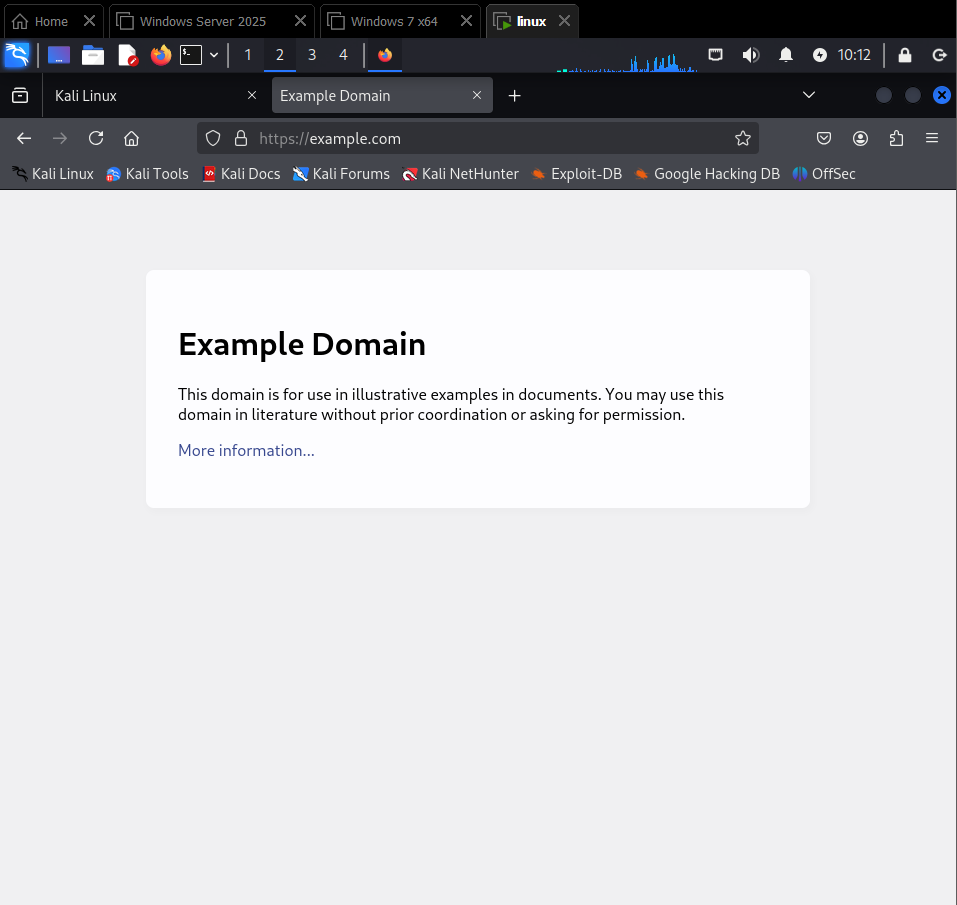 Home
Windows Server 2025
Windows 7 x64
linux
1 2 3 4
10:12
Kali Linux
Example Domain
https://example.com
Kali Linux
Kali Tools
Kali Docs
Kali Forums
Kali NetHunter
Exploit-DB
Google Hacking DB
OffSec
Example Domain
This domain is for use in illustrative examples in documents. You may use this
domain in literature without prior coordination or asking for permission.
More information...